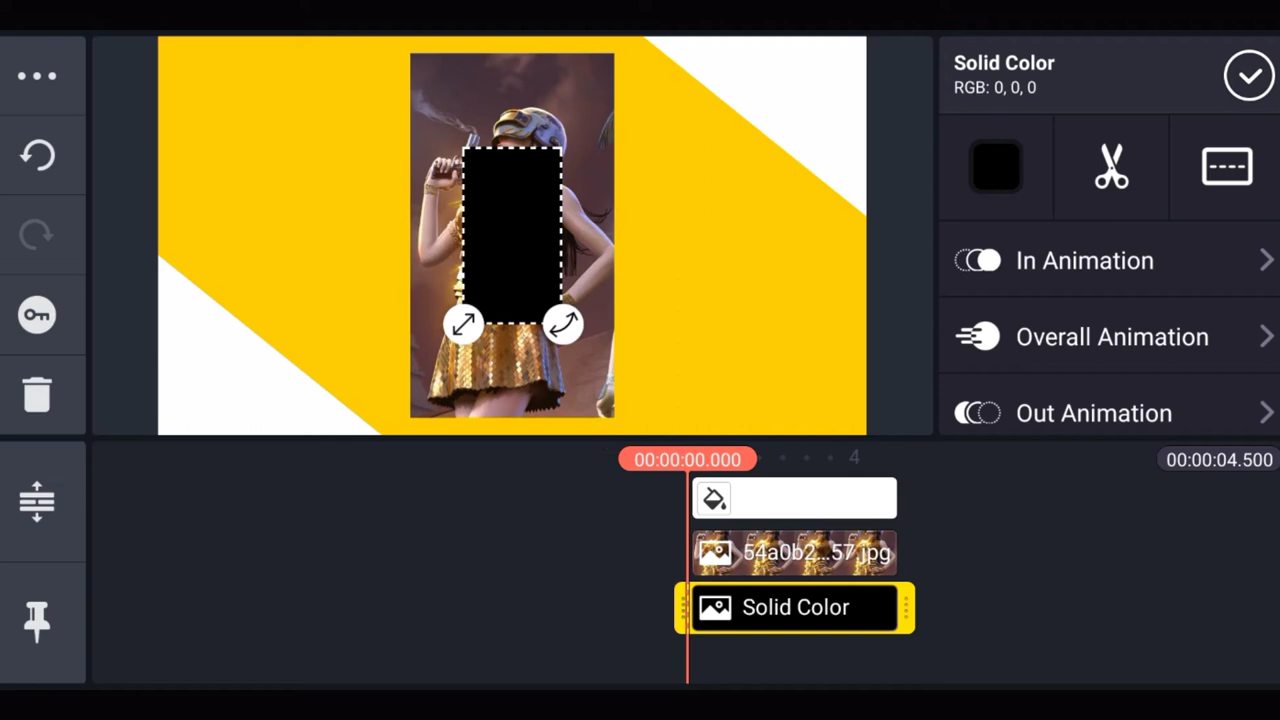 Solid Color
RGB: 0, 0, 0
In Animation
Overall Animation
Out Animation
00:00:00.000
4
00:00:04.500
54a0b2...57.jpg
Solid Color